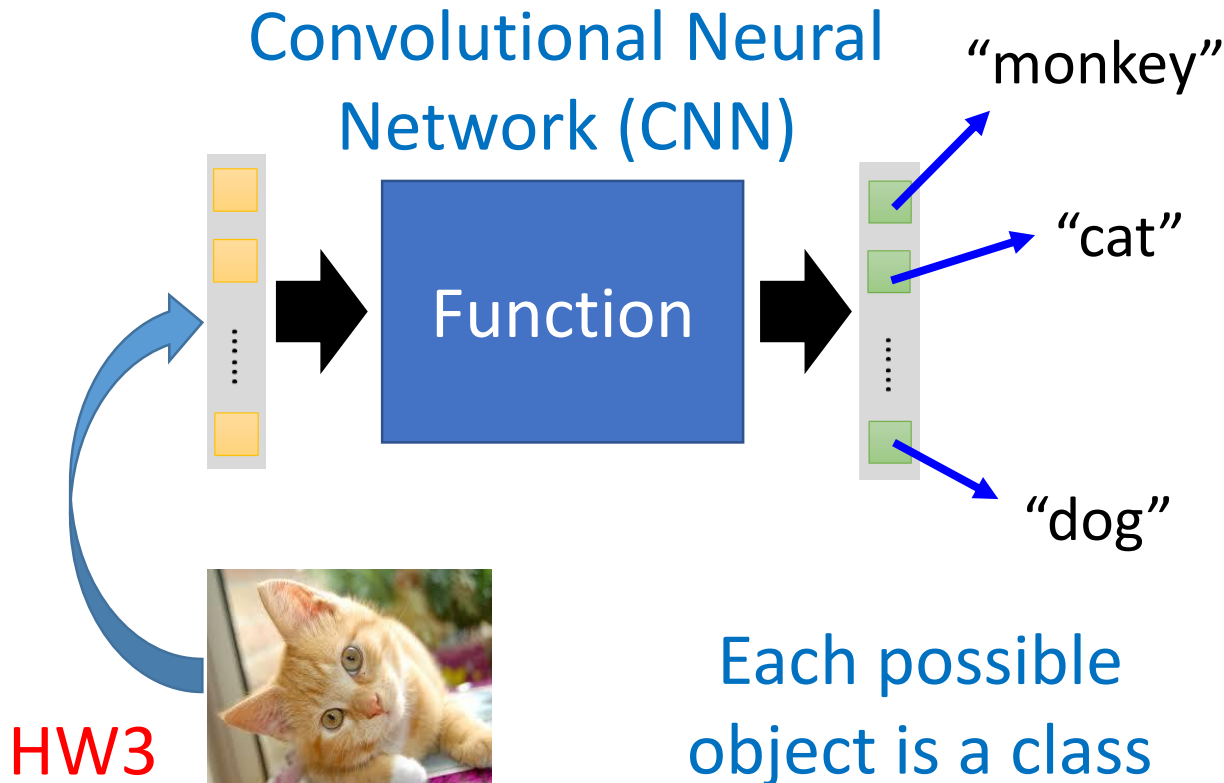 Convolutional Neural
Network (CNN)
“monkey”
“cat”
......
Function
......
“dog”
HW3
Each possible
object is a class